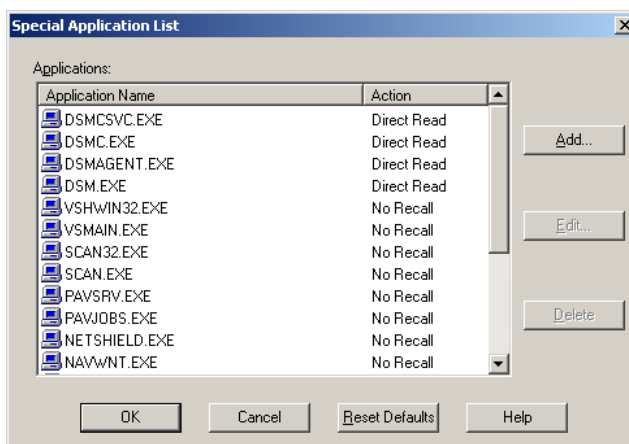 Special Application List
Applications:
Application Name Action
DSMCSVC.EXE Direct Read
DSMC.EXE Direct Read
DSMAGENT.EXE Direct Read
DSM.EXE Direct Read
VSHWIN32.EXE No Recall
VSMAIN.EXE No Recall
SCAN32.EXE No Recall
SCAN.EXE No Recall
PAVSRV.EXE No Recall
PAVJOBS.EXE No Recall
NETSHIELD.EXE No Recall
NAVWNT.EXE No Recall
Add...
Edit...
Delete
OK Cancel Reset Defaults Help